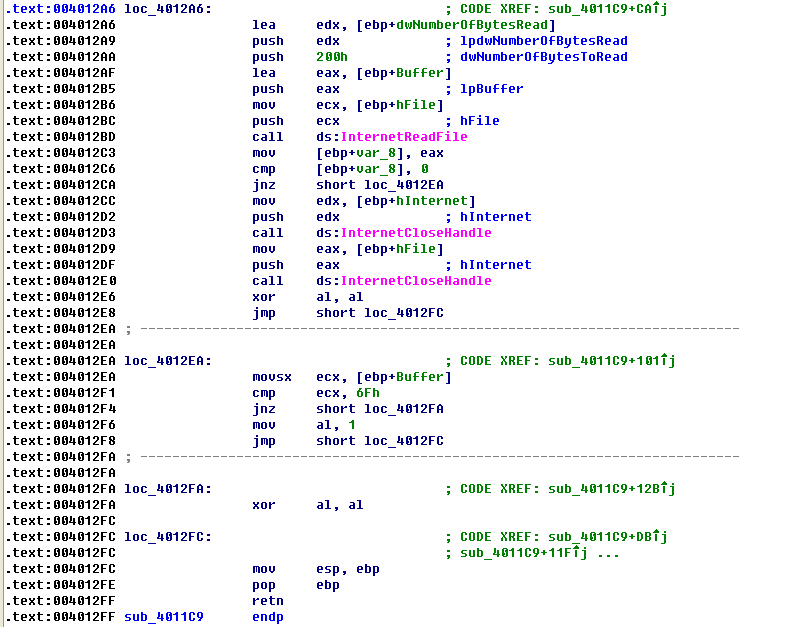 .text:004012A6 loc_4012A6: ; CODE XREF: sub_4011C9+CA↑j
.text:004012A6 lea edx, [ebp+dwNumberOfBytesRead]
.text:004012A9 push edx ; lpdwNumberOfBytesRead
.text:004012AA push 200h ; dwNumberOfBytesToRead
.text:004012AF lea eax, [ebp+Buffer]
.text:004012B5 push eax ; lpBuffer
.text:004012B6 mov ecx, [ebp+hFile]
.text:004012BC push ecx ; hFile
.text:004012BD call ds:InternetReadFile
.text:004012C3 mov [ebp+var_8], eax
.text:004012C6 cmp [ebp+var_8], 0
.text:004012CA jnz short loc_4012EA
.text:004012CC mov edx, [ebp+hInternet]
.text:004012D2 push edx ; hInternet
.text:004012D3 call ds:InternetCloseHandle
.text:004012D9 mov eax, [ebp+hFile]
.text:004012DF push eax ; hInternet
.text:004012E0 call ds:InternetCloseHandle
.text:004012E6 xor al, al
.text:004012E8 jmp short loc_4012FC
.text:004012EA ; ---------------------------------------------------------------------------
.text:004012EA
.text:004012EA loc_4012EA: ; CODE XREF: sub_4011C9+101↑j
.text:004012EA movsx ecx, [ebp+Buffer]
.text:004012F1 cmp ecx, 6Fh
.text:004012F4 jnz short loc_4012FA
.text:004012F6 mov al, 1
.text:004012F8 jmp short loc_4012FC
.text:004012FA ; ---------------------------------------------------------------------------
.text:004012FA
.text:004012FA loc_4012FA: ; CODE XREF: sub_4011C9+12B↑j
.text:004012FA xor al, al
.text:004012FC
.text:004012FC loc_4012FC: ; CODE XREF: sub_4011C9+DB↑j
.text:004012FC ; sub_4011C9+11F↑j ...
.text:004012FC mov esp, ebp
.text:004012FE pop ebp
.text:004012FF retn
.text:004012FF sub_4011C9 endp